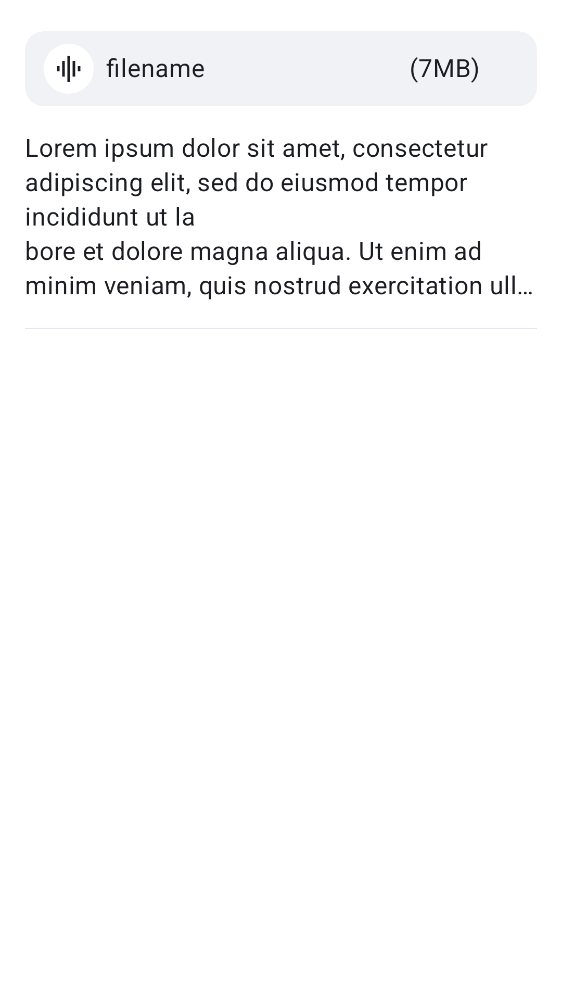 filename (7MB)
Lorem ipsum dolor sit amet, consectetur
adipiscing elit, sed do eiusmod tempor
incididunt ut la
bore et dolore magna aliqua. Ut enim ad
minim veniam, quis nostrud exercitation ull…